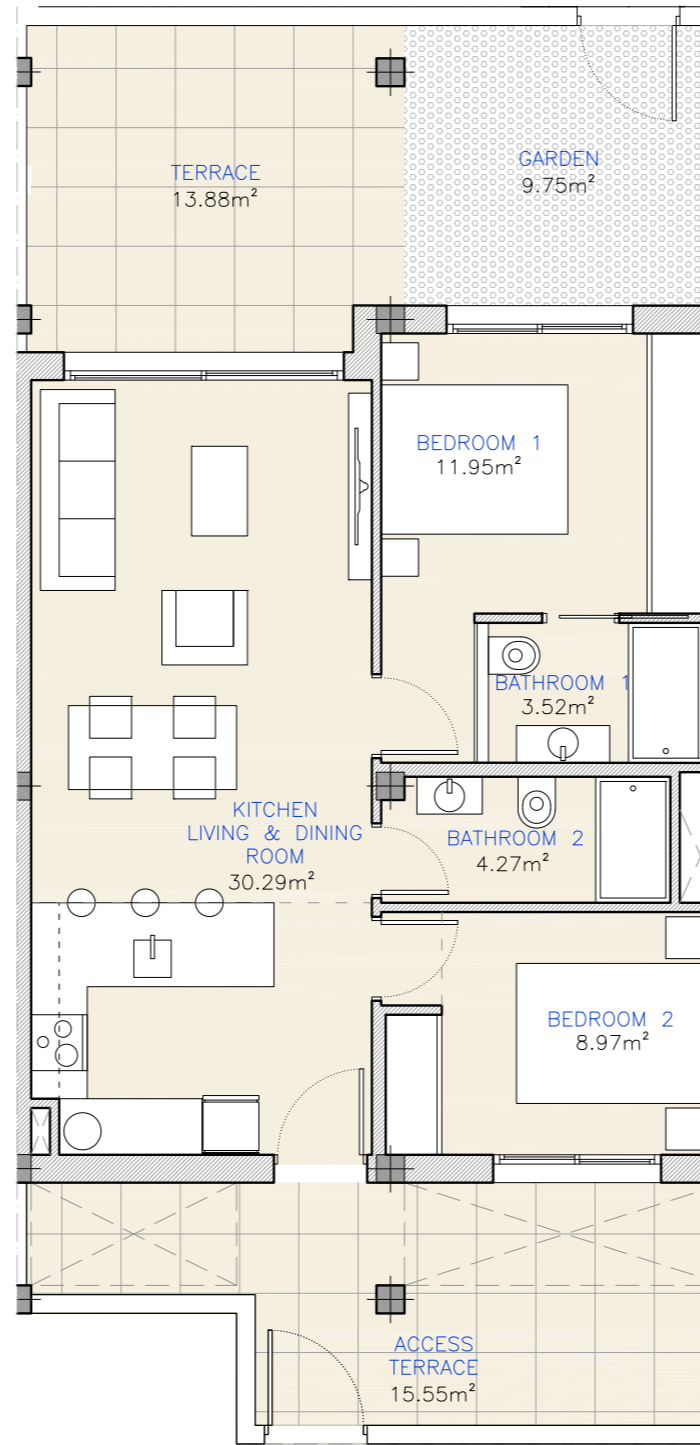 TERRACE
13.88m²
GARDEN
9.75m²
BEDROOM 1
11.95m²
BATHROOM 1
3.52m²
KITCHEN
LIVING & DINING
ROOM
30.29m²
BATHROOM 2
4.27m²
BEDROOM 2
8.97m²
ACCESS
TERRACE
15.55m²